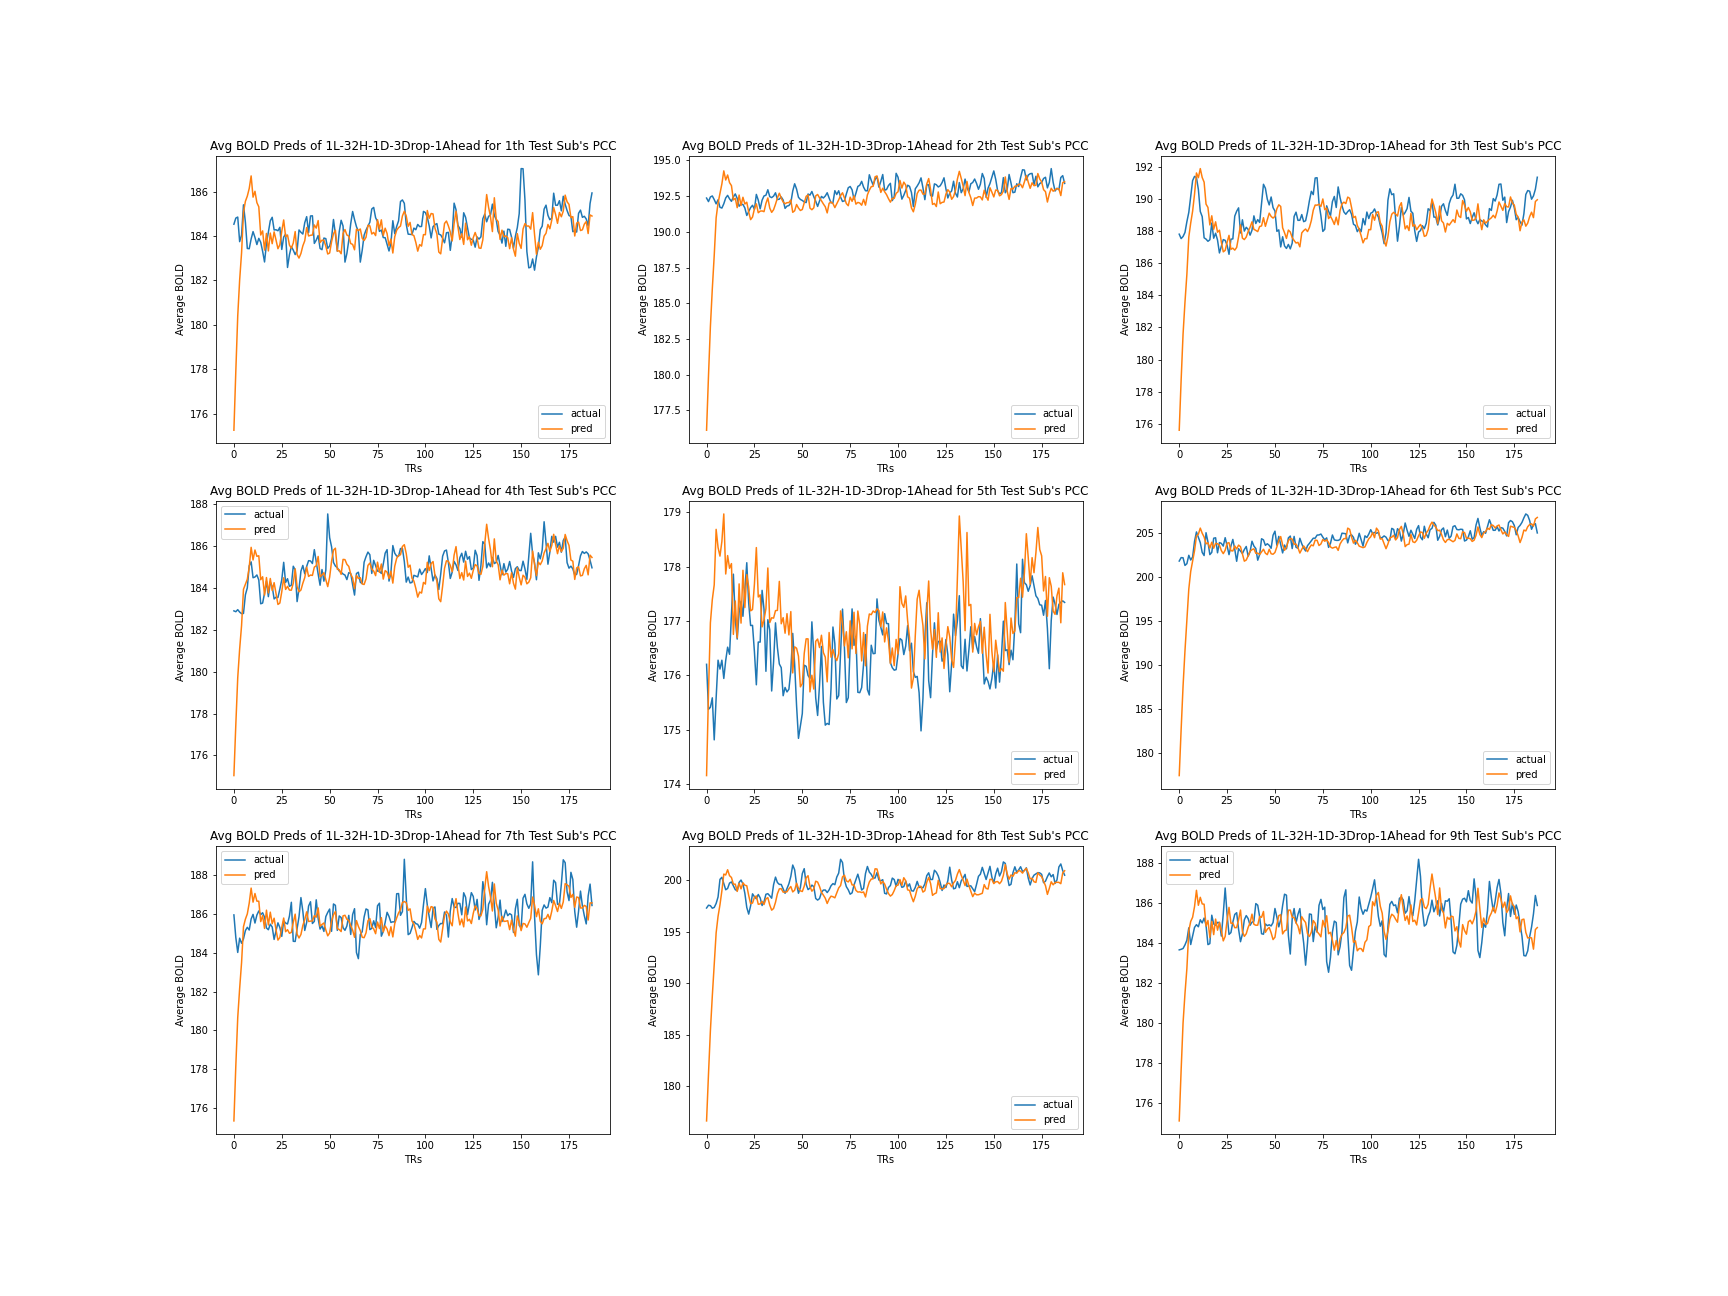 Avg BOLD Preds of 1L-32H-1D-3Drop-1Ahead for 1th Test Sub's PCC
186
184
182
180
178
176
Average BOLD
0 25 50 75 100 125 150 175
TRs
actual
pred
Avg BOLD Preds of 1L-32H-1D-3Drop-1Ahead for 2th Test Sub's PCC
195.0
192.5
190.0
187.5
185.0
182.5
180.0
177.5
Average BOLD
0 25 50 75 100 125 150 175
TRs
actual
pred
Avg BOLD Preds of 1L-32H-1D-3Drop-1Ahead for 3th Test Sub's PCC
192
190
188
186
184
182
180
178
176
Average BOLD
0 25 50 75 100 125 150 175
TRs
actual
pred
Avg BOLD Preds of 1L-32H-1D-3Drop-1Ahead for 4th Test Sub's PCC
188
186
184
182
180
178
176
Average BOLD
0 25 50 75 100 125 150 175
TRs
actual
pred
Avg BOLD Preds of 1L-32H-1D-3Drop-1Ahead for 5th Test Sub's PCC
179
178
177
176
175
174
Average BOLD
0 25 50 75 100 125 150 175
TRs
actual
pred
Avg BOLD Preds of 1L-32H-1D-3Drop-1Ahead for 6th Test Sub's PCC
205
200
195
190
185
180
Average BOLD
0 25 50 75 100 125 150 175
TRs
actual
pred
Avg BOLD Preds of 1L-32H-1D-3Drop-1Ahead for 7th Test Sub's PCC
188
186
184
182
180
178
176
Average BOLD
0 25 50 75 100 125 150 175
TRs
actual
pred
Avg BOLD Preds of 1L-32H-1D-3Drop-1Ahead for 8th Test Sub's PCC
200
195
190
185
180
Average BOLD
0 25 50 75 100 125 150 175
TRs
actual
pred
Avg BOLD Preds of 1L-32H-1D-3Drop-1Ahead for 9th Test Sub's PCC
188
186
184
182
180
178
176
Average BOLD
0 25 50 75 100 125 150 175
TRs
actual
pred